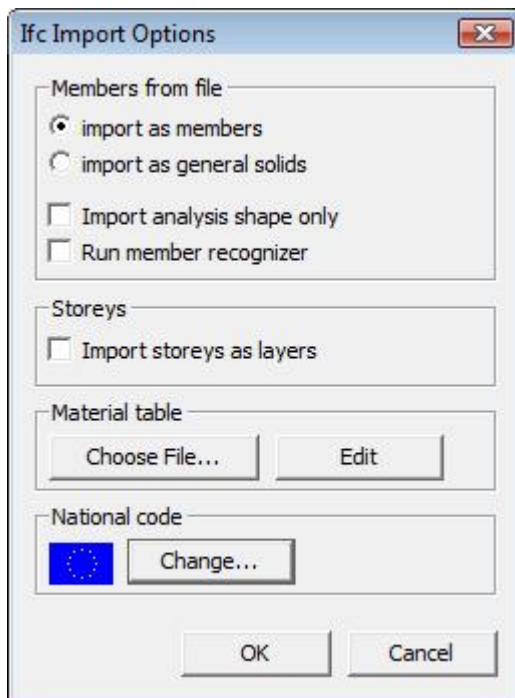 Ifc Import Options
Members from file
import as members
import as general solids
Import analysis shape only
Run member recognizer
Storeys
Import storeys as layers
Material table
Choose File... Edit
National code
Change...
OK Cancel